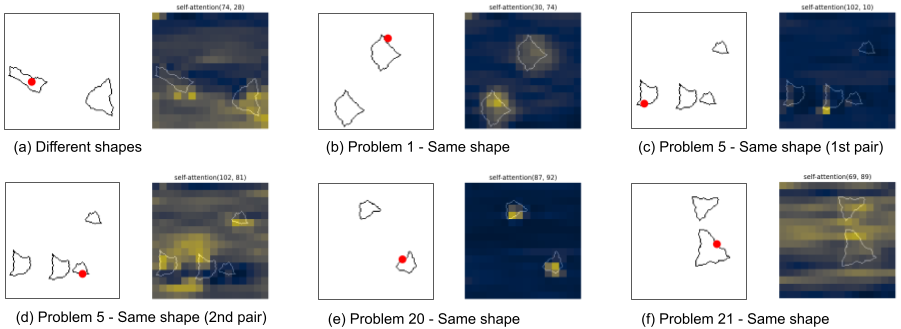 self-attention(74, 28)
self-attention(30, 74)
self-attention(102, 10)
(a) Different shapes
(b) Problem 1 - Same shape
(c) Problem 5 - Same shape (1st pair)
self-attention(102, 81)
self-attention(87, 92)
self-attention(69, 89)
(d) Problem 5 - Same shape (2nd pair)
(e) Problem 20 - Same shape
(f) Problem 21 - Same shape